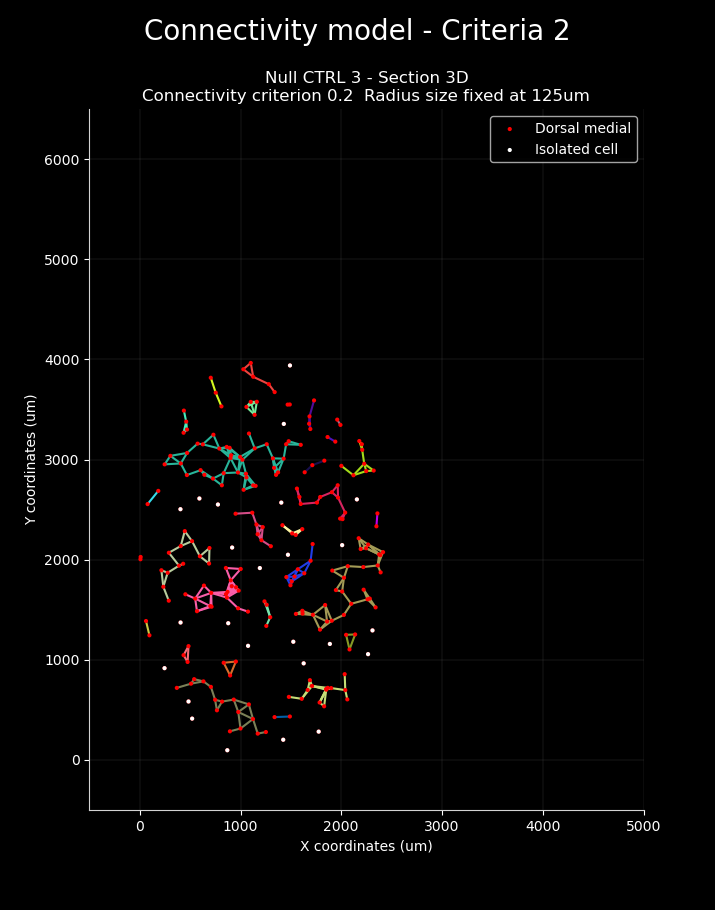 Connectivity model - Criteria 2
Null CTRL 3 - Section 3D
Connectivity criterion 0.2  Radius size fixed at 125um
Dorsal medial
Isolated cell
6000
5000
4000
3000
2000
1000
0
Y coordinates (um)
0 1000 2000 3000 4000 5000
X coordinates (um)